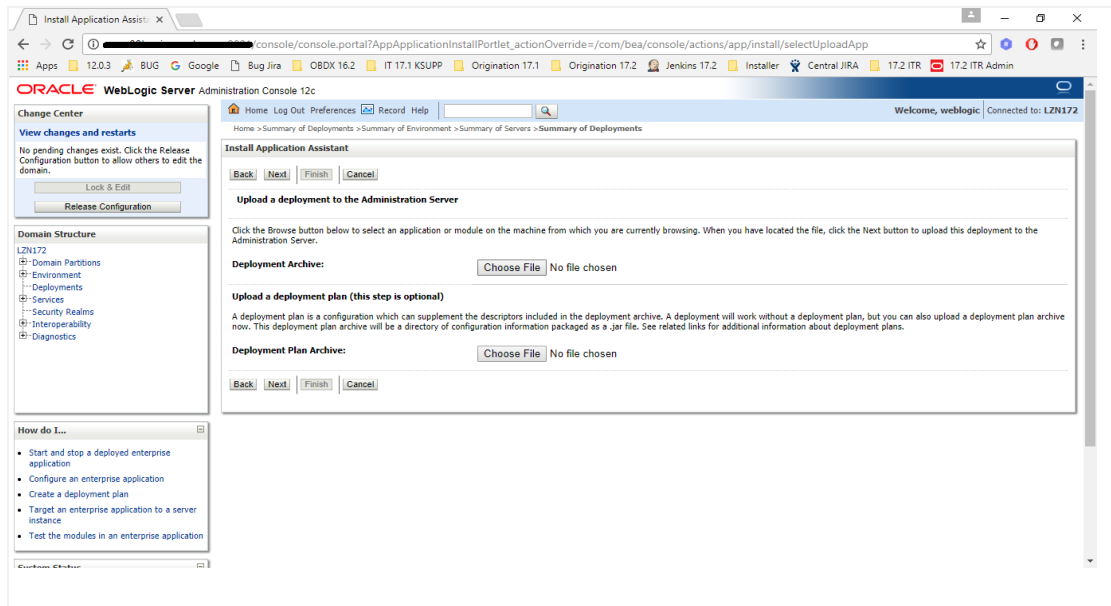 Install Application Assist
/console/console.portal?AppApplicationInstallPortlet_actionOverride=/com/bea/console/actions/app/install/selectUploadApp
Apps 12.0.3 BUG Google Bug Jira OBDX 16.2 IT 17.1 KSUPP Origination 17.1 Origination 17.2 Jenkins 17.2 Installer Central JIRA 17.2 ITR 17.2 ITR Admin
ORACLE WebLogic Server Administration Console 12c
Change Center
View changes and restarts
No pending changes exist. Click the Release
Configuration button to allow others to edit the
domain.
Lock & Edit
Release Configuration
Domain Structure
LZN172
Domain Partitions
Environment
Deployments
Services
Security Realms
Interoperability
Diagnostics
How do I...
Start and stop a deployed enterprise
application
Configure an enterprise application
Create a deployment plan
Target an enterprise application to a server
instance
Test the modules in an enterprise application
System Status
Home Log Out Preferences Record Help
Welcome, weblogic Connected to: LZN172
Home >Summary of Deployments >Summary of Environment >Summary of Servers >Summary of Deployments
Install Application Assistant
Back Next Finish Cancel
Upload a deployment to the Administration Server
Click the Browse button below to select an application or module on the machine from which you are currently browsing. When you have located the file, click the Next button to upload this deployment to the
Administration Server.
Deployment Archive: Choose File No file chosen
Upload a deployment plan (this step is optional)
A deployment plan is a configuration which can supplement the descriptors included in the deployment archive. A deployment will work without a deployment plan, but you can also upload a deployment plan archive
now. This deployment plan archive will be a directory of configuration information packaged as a .jar file. See related links for additional information about deployment plans.
Deployment Plan Archive: Choose File No file chosen
Back Next Finish Cancel